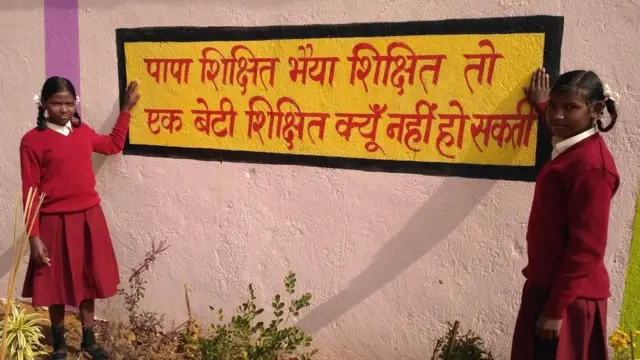 पापा शिक्षित भैया शिक्षित तो
एक बेटी शिक्षित क्यूँ नहीं हो सकती